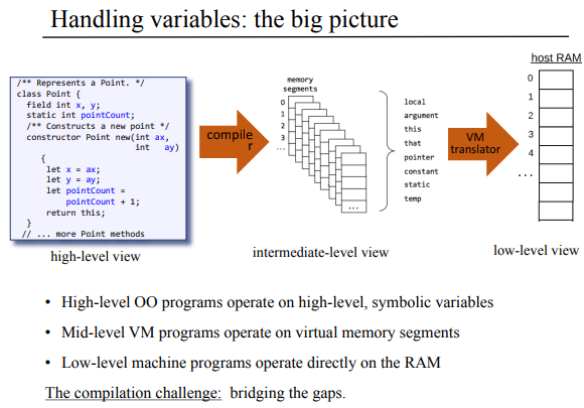 Handling variables: the big picture
/** Represents a Point. */
class Point {
field int x, y;
static int pointCount;
/** Constructs a new point */
constructor Point new(int ax,
int ay)
{
let x = ax;
let y = ay;
let pointCount =
pointCount + 1;
return this;
}
// ... more Point methods
high-level view
compile
r
memory
segments
0
1
2
3
...
...
local
argument
this
that
pointer
constant
static
temp
intermediate-level view
VM
translator
host RAM
0
1
2
3
4
...
low-level view
• High-level OO programs operate on high-level, symbolic variables
• Mid-level VM programs operate on virtual memory segments
• Low-level machine programs operate directly on the RAM
The compilation challenge: bridging the gaps.